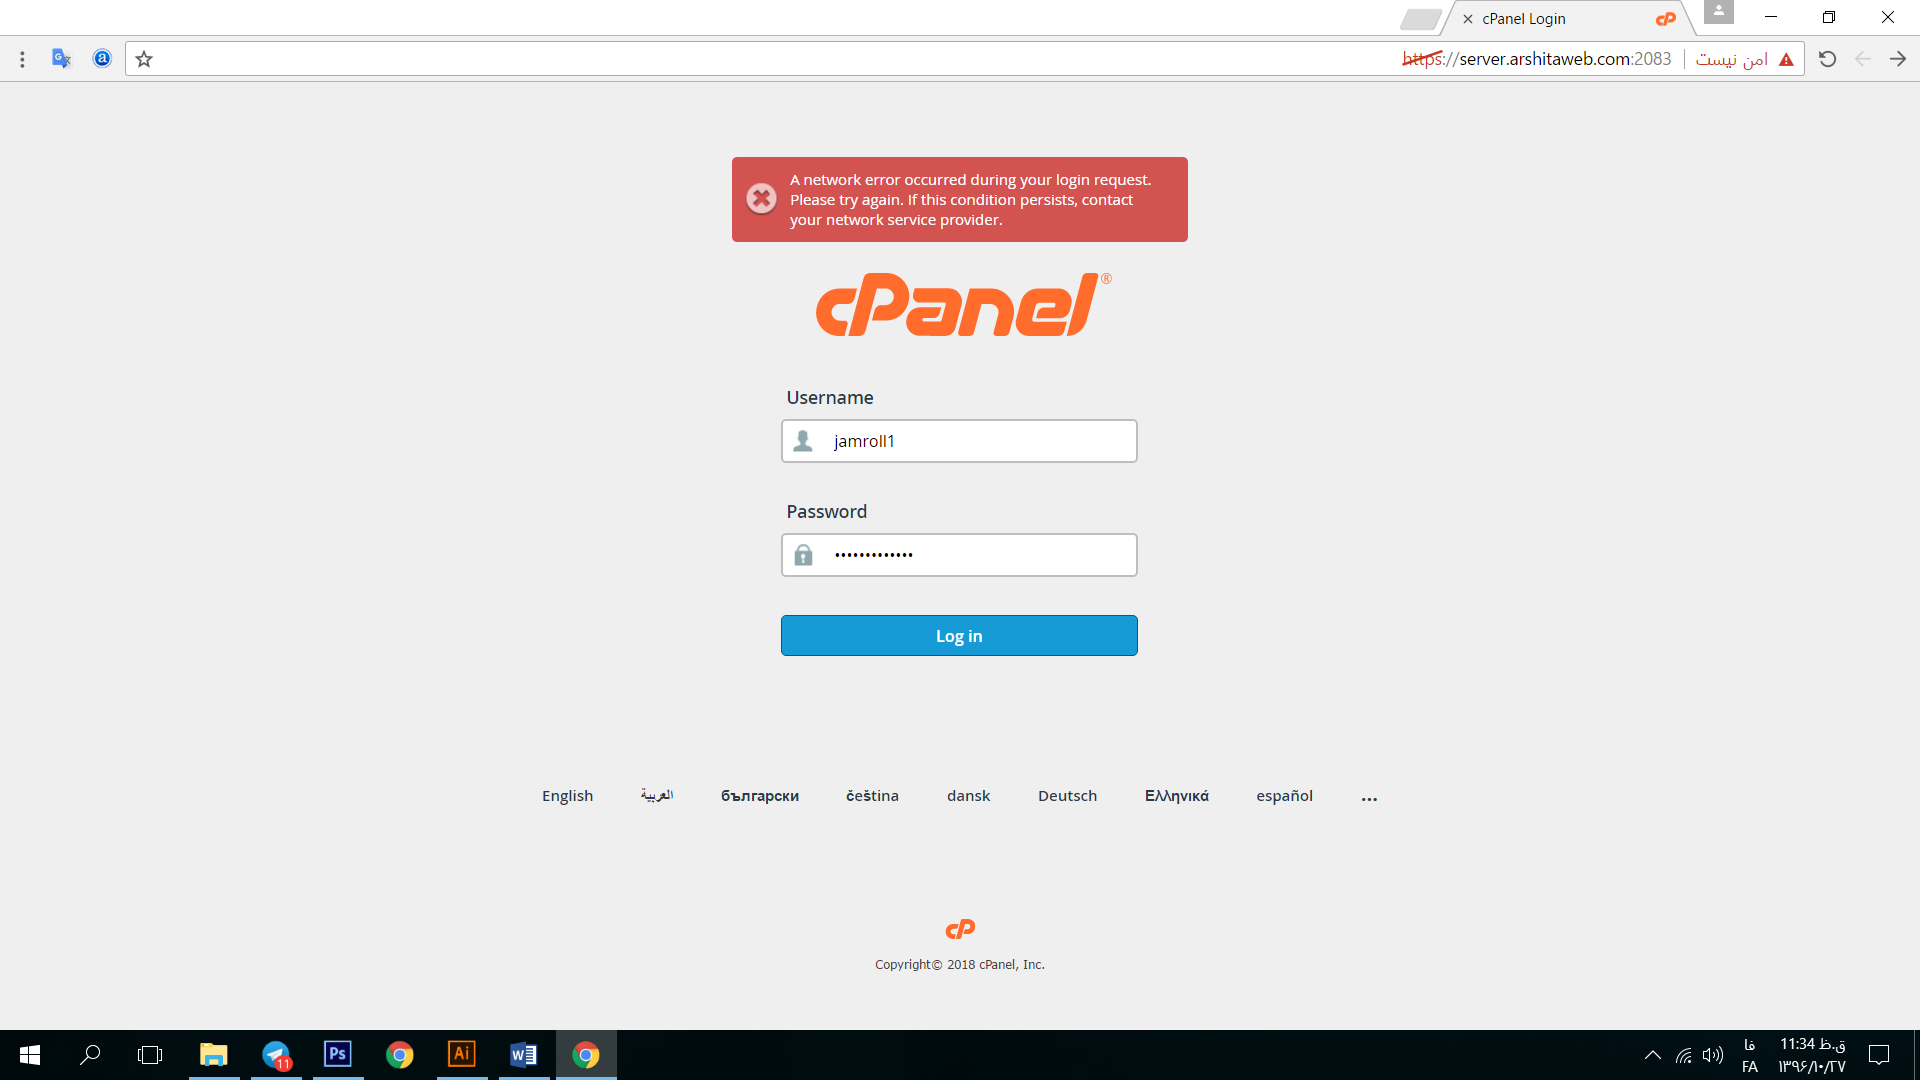 cPanel Login
https://server.arshitaweb.com:2083
امن نیست
A network error occurred during your login request.
Please try again. If this condition persists, contact
your network service provider.
cPanel®
Username
jamroll1
Password
•••••••••••••
Log in
English العربية български čeština dansk Deutsch Ελληνικά español ...
cP
Copyright© 2018 cPanel, Inc.
11
Ps
Ai
W
فا
FA
11:34 ق.ظ
۱۳۹۶/۱۰/۲۷